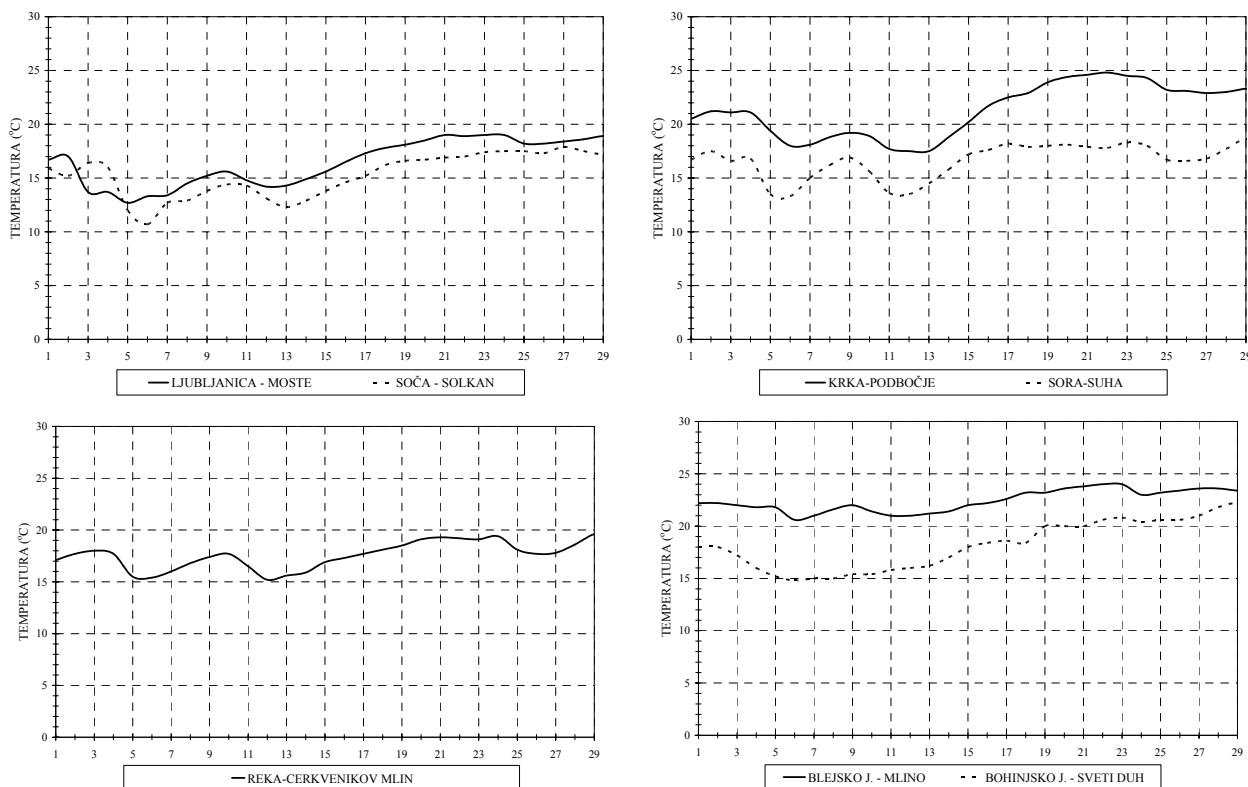 TEMPERATURA (°C)
30
25
20
15
10
5
0
1 3 5 7 9 11 13 15 17 19 21 23 25 27 29
LJUBLJANICA - MOSTE SOČA - SOLKAN
TEMPERATURA (°C)
30
25
20
15
10
5
0
1 3 5 7 9 11 13 15 17 19 21 23 25 27 29
KRKA-PODBOČJE SORA-SUHA
TEMPERATURA (°C)
30
25
20
15
10
5
0
1 3 5 7 9 11 13 15 17 19 21 23 25 27 29
REKA-CERKVENIKOV MLIN
TEMPERATURA (°C)
30
25
20
15
10
5
0
1 3 5 7 9 11 13 15 17 19 21 23 25 27 29
BLEJSKO J. - MLINO BOHINJSKO J. - SVETI DUH